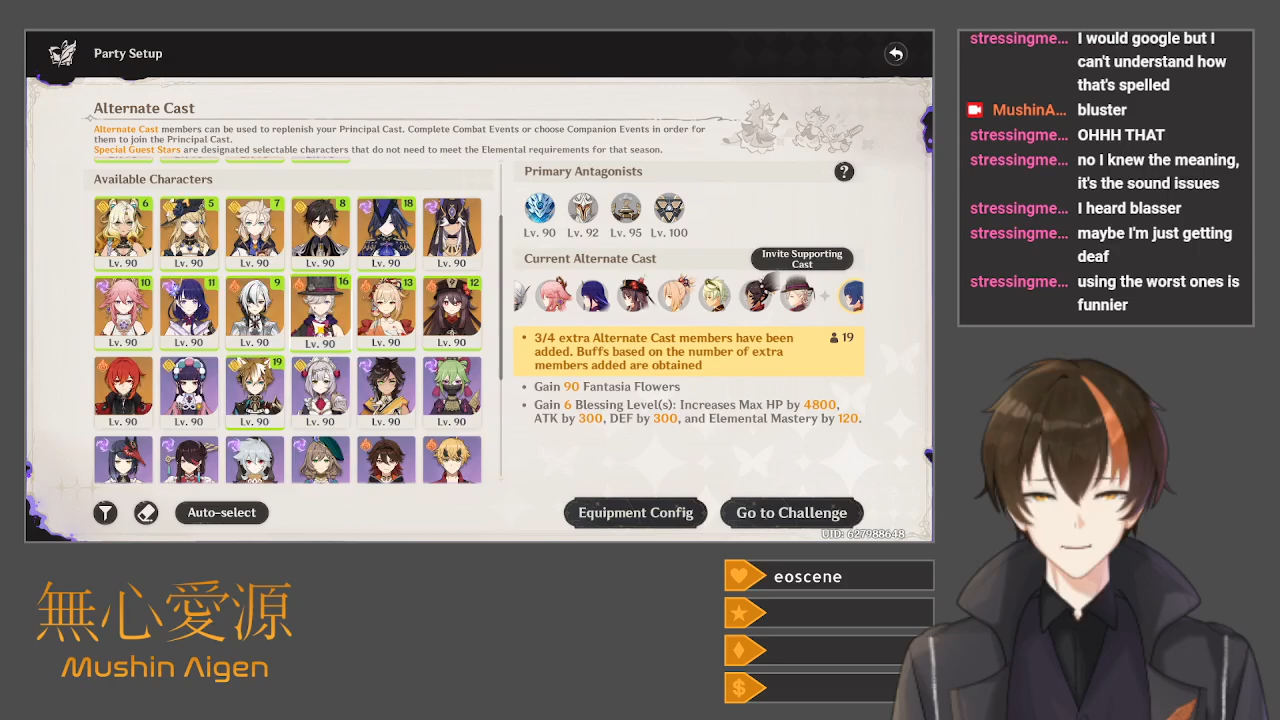 Party Setup
Alternate Cast
Alternate Cast members can be used to replenish your Principal Cast. Complete Combat Events or choose Companion Events in order for
them to join the Principal Cast.
Special Guest Stars are designated selectable characters that do not need to meet the Elemental requirements for that season.
Available Characters
6 5 7 8 18
Lv. 90 Lv. 90 Lv. 90 Lv. 90 Lv. 90 Lv. 90
10 11 9 16 13 12
Lv. 90 Lv. 90 Lv. 90 Lv. 90 Lv. 90 Lv. 90
19
Lv. 90 Lv. 90 Lv. 90 Lv. 90 Lv. 90 Lv. 90
Auto-select
Primary Antagonists
?
Lv. 90 Lv. 92 Lv. 95 Lv. 100
Current Alternate Cast
Invite Supporting
Cast
• 3/4 extra Alternate Cast members have been
added. Buffs based on the number of extra
members added are obtained
19
• Gain 90 Fantasia Flowers
• Gain 6 Blessing Level(s): Increases Max HP by 4800,
ATK by 300, DEF by 300, and Elemental Mastery by 120.
Equipment Config
Go to Challenge
UID: 627988648
stressingme... I would google but I
can't understand how
that's spelled
MushinA... bluster
stressingme... OHHH THAT
stressingme... no I knew the meaning,
it's the sound issues
stressingme... I heard blasser
stressingme... maybe I'm just getting
deaf
stressingme... using the worst ones is
funnier
無心愛源
Mushin Aigen
eoscene
$